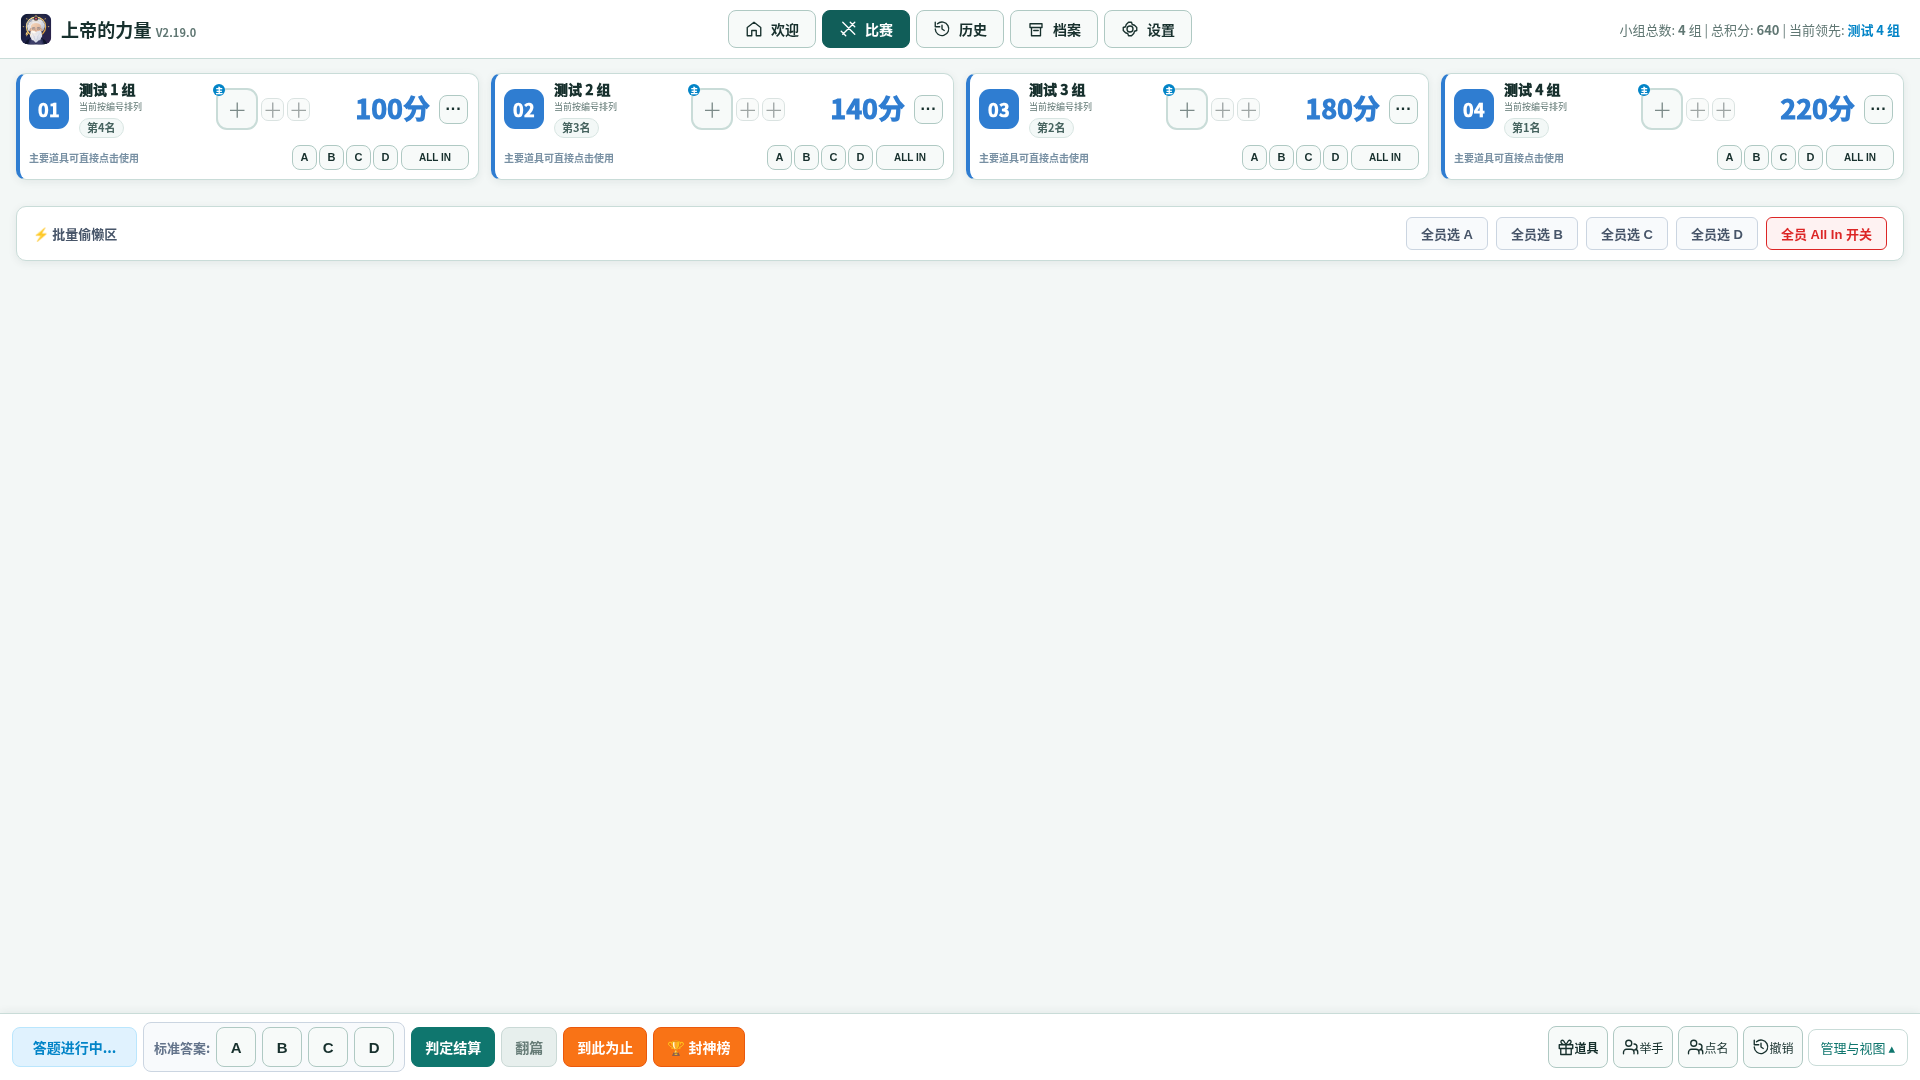 上帝的力量 V2.19.0
欢迎
比赛
历史
档案
设置
小组总数: 4 组 | 总积分: 640 | 当前领先: 测试 4 组
01
测试 1 组
当前按编号排列
第4名
主
100分
...
主要道具可直接点击使用
A B C D ALL IN
02
测试 2 组
当前按编号排列
第3名
主
140分
...
主要道具可直接点击使用
A B C D ALL IN
03
测试 3 组
当前按编号排列
第2名
主
180分
...
主要道具可直接点击使用
A B C D ALL IN
04
测试 4 组
当前按编号排列
第1名
主
220分
...
主要道具可直接点击使用
A B C D ALL IN
⚡ 批量偷懒区
全员选 A
全员选 B
全员选 C
全员选 D
全员 All In 开关
答题进行中...
标准答案: A B C D
判定结算
翻篇
到此为止
🏆 封神榜
道具
举手
点名
撤销
管理与视图 ▴